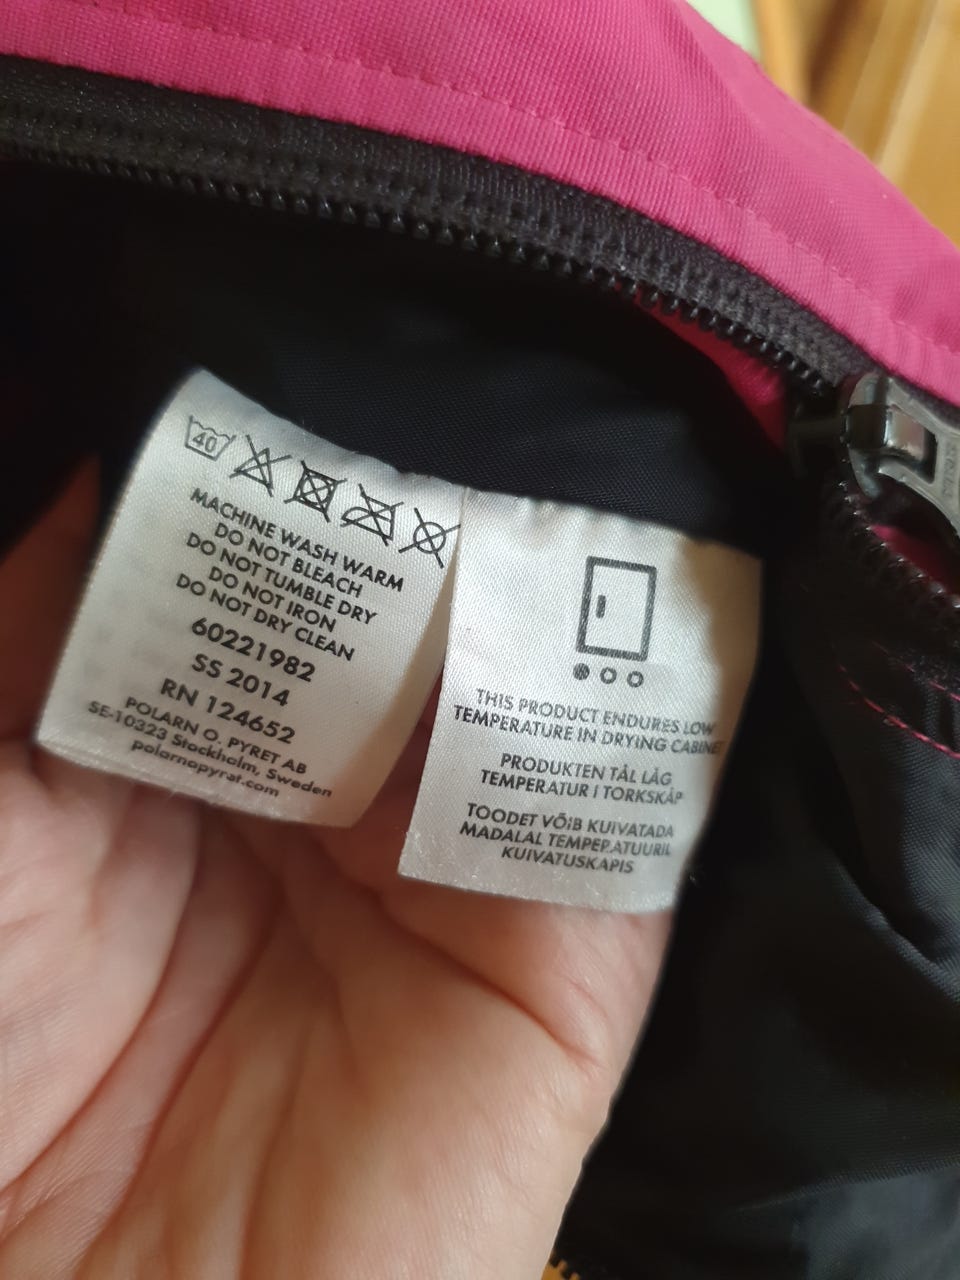 40
MACHINE WASH WARM
DO NOT BLEACH
DO NOT TUMBLE DRY
DO NOT IRON
DO NOT DRY CLEAN
60221982
SS 2014
RN 124652
POLARN O. PYRET AB
SE-10323 Stockholm, Sweden
polarnopyret.com
THIS PRODUCT ENDURES LOW
TEMPERATURE IN DRYING CABINET
PRODUKTEN TÅL LÅG
TEMPERATUR I TORKSKÅP
TOODET VÕIB KUIVATADA
MADALAL TEMPERATUURIL
KUIVATUSKAPIS